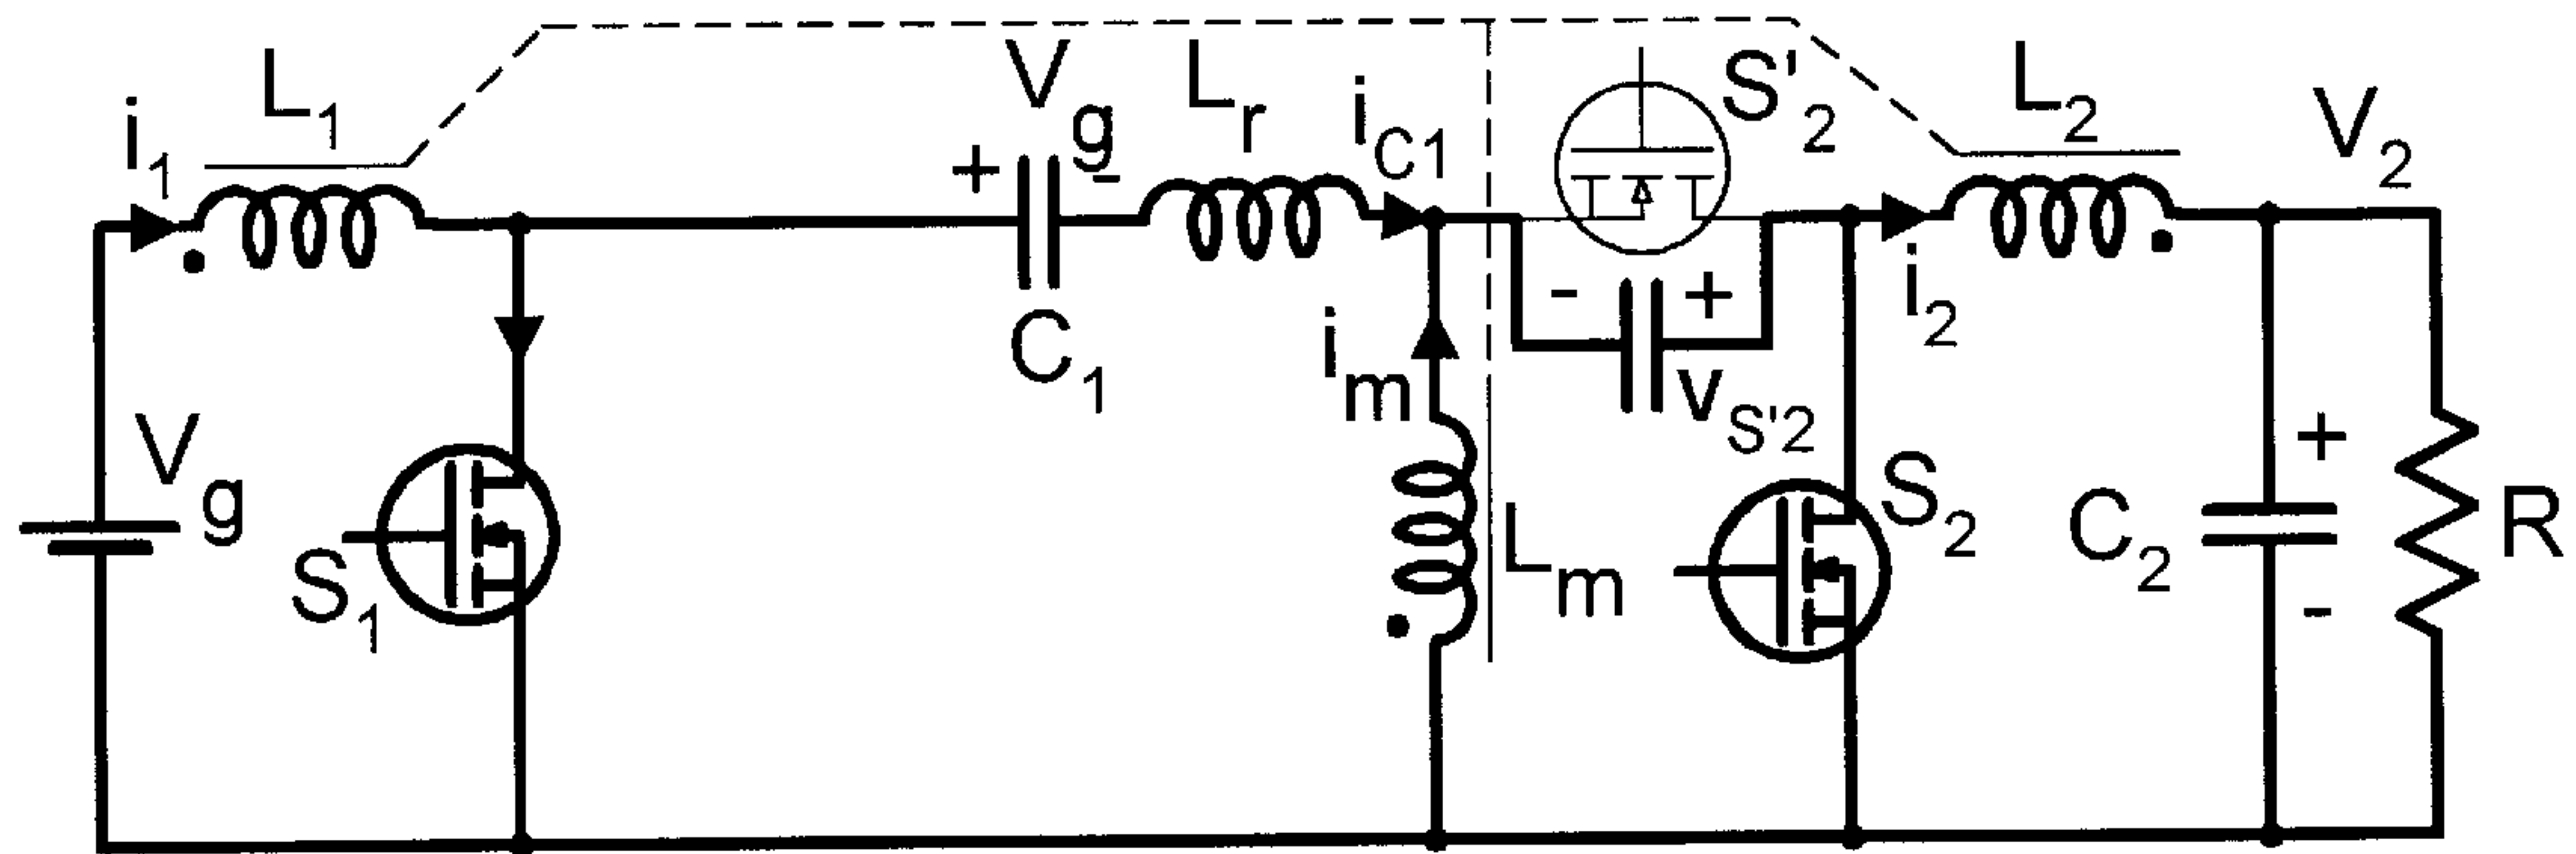 i1
L1
Vg
+ -
Lr
iC1
S'2
L2
V2
C1
im
- +
vS'2
i2
Vg
S1
Lm
S2
C2
+
-
R